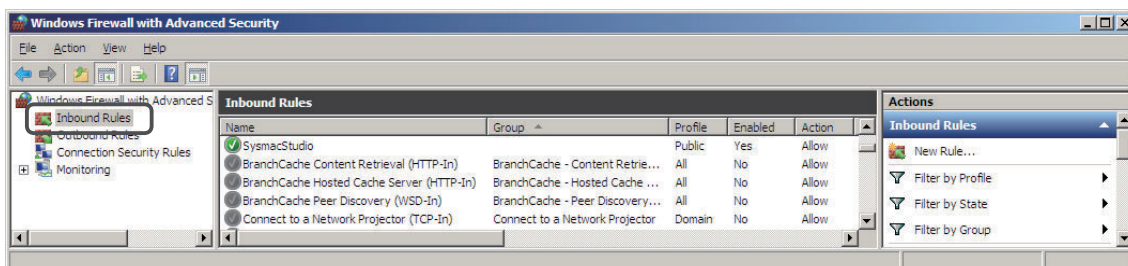 Windows Firewall with Advanced Security
File Action View Help
Windows Firewall with Advanced S
Inbound Rules
Outbound Rules
Connection Security Rules
Monitoring
Inbound Rules
Name Group Profile Enabled Action
SysmacStudio Public Yes Allow
BranchCache Content Retrieval (HTTP-In) BranchCache - Content Retrie... All No Allow
BranchCache Hosted Cache Server (HTTP-In) BranchCache - Hosted Cache ... All No Allow
BranchCache Peer Discovery (WSD-In) BranchCache - Peer Discovery... All No Allow
Connect to a Network Projector (TCP-In) Connect to a Network Projector Domain No Allow
Actions
Inbound Rules
New Rule...
Filter by Profile
Filter by State
Filter by Group